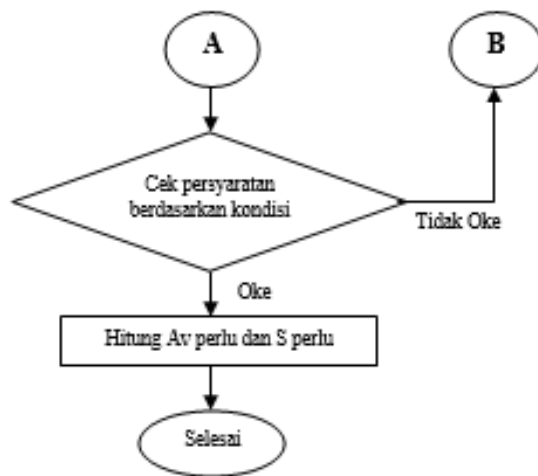 A
B
Cek persyaratan
berdasarkan kondisi
Tidak Oke
Oke
Hitung Av perlu dan S perlu
Selesai